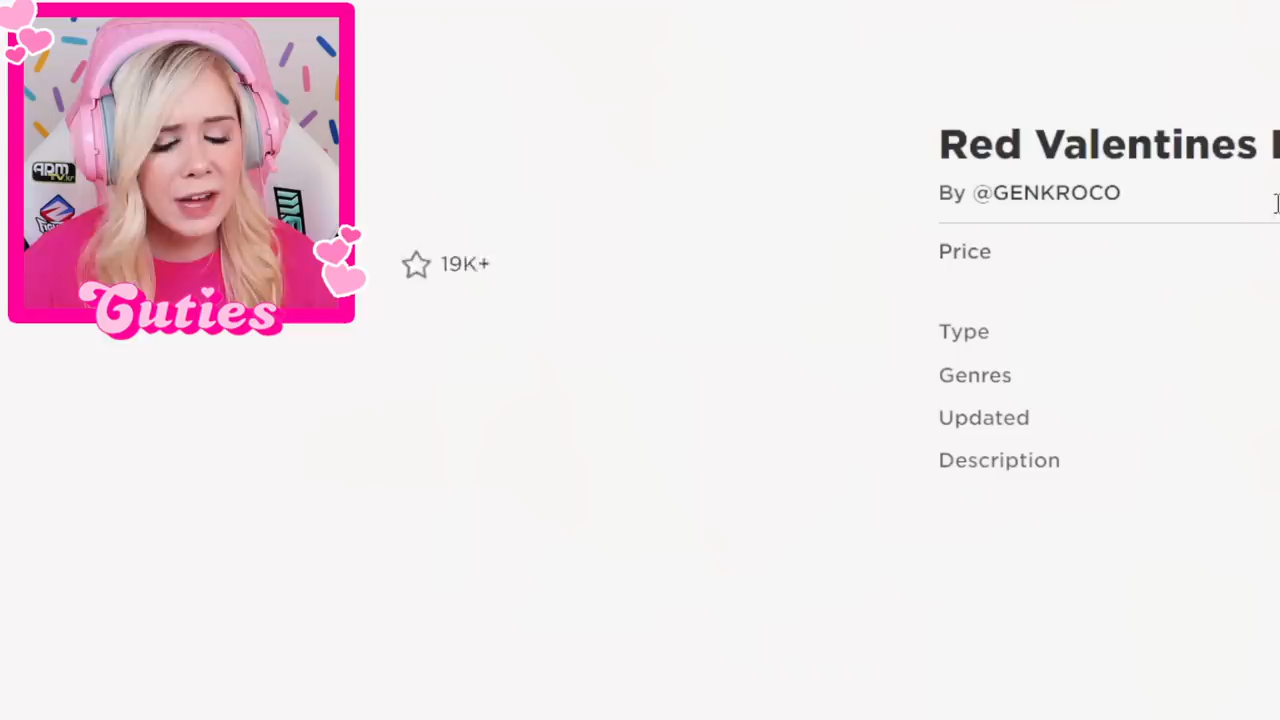 Cuties
19K+
Red Valentines
By @GENKROCO
Price
Type
Genres
Updated
Description